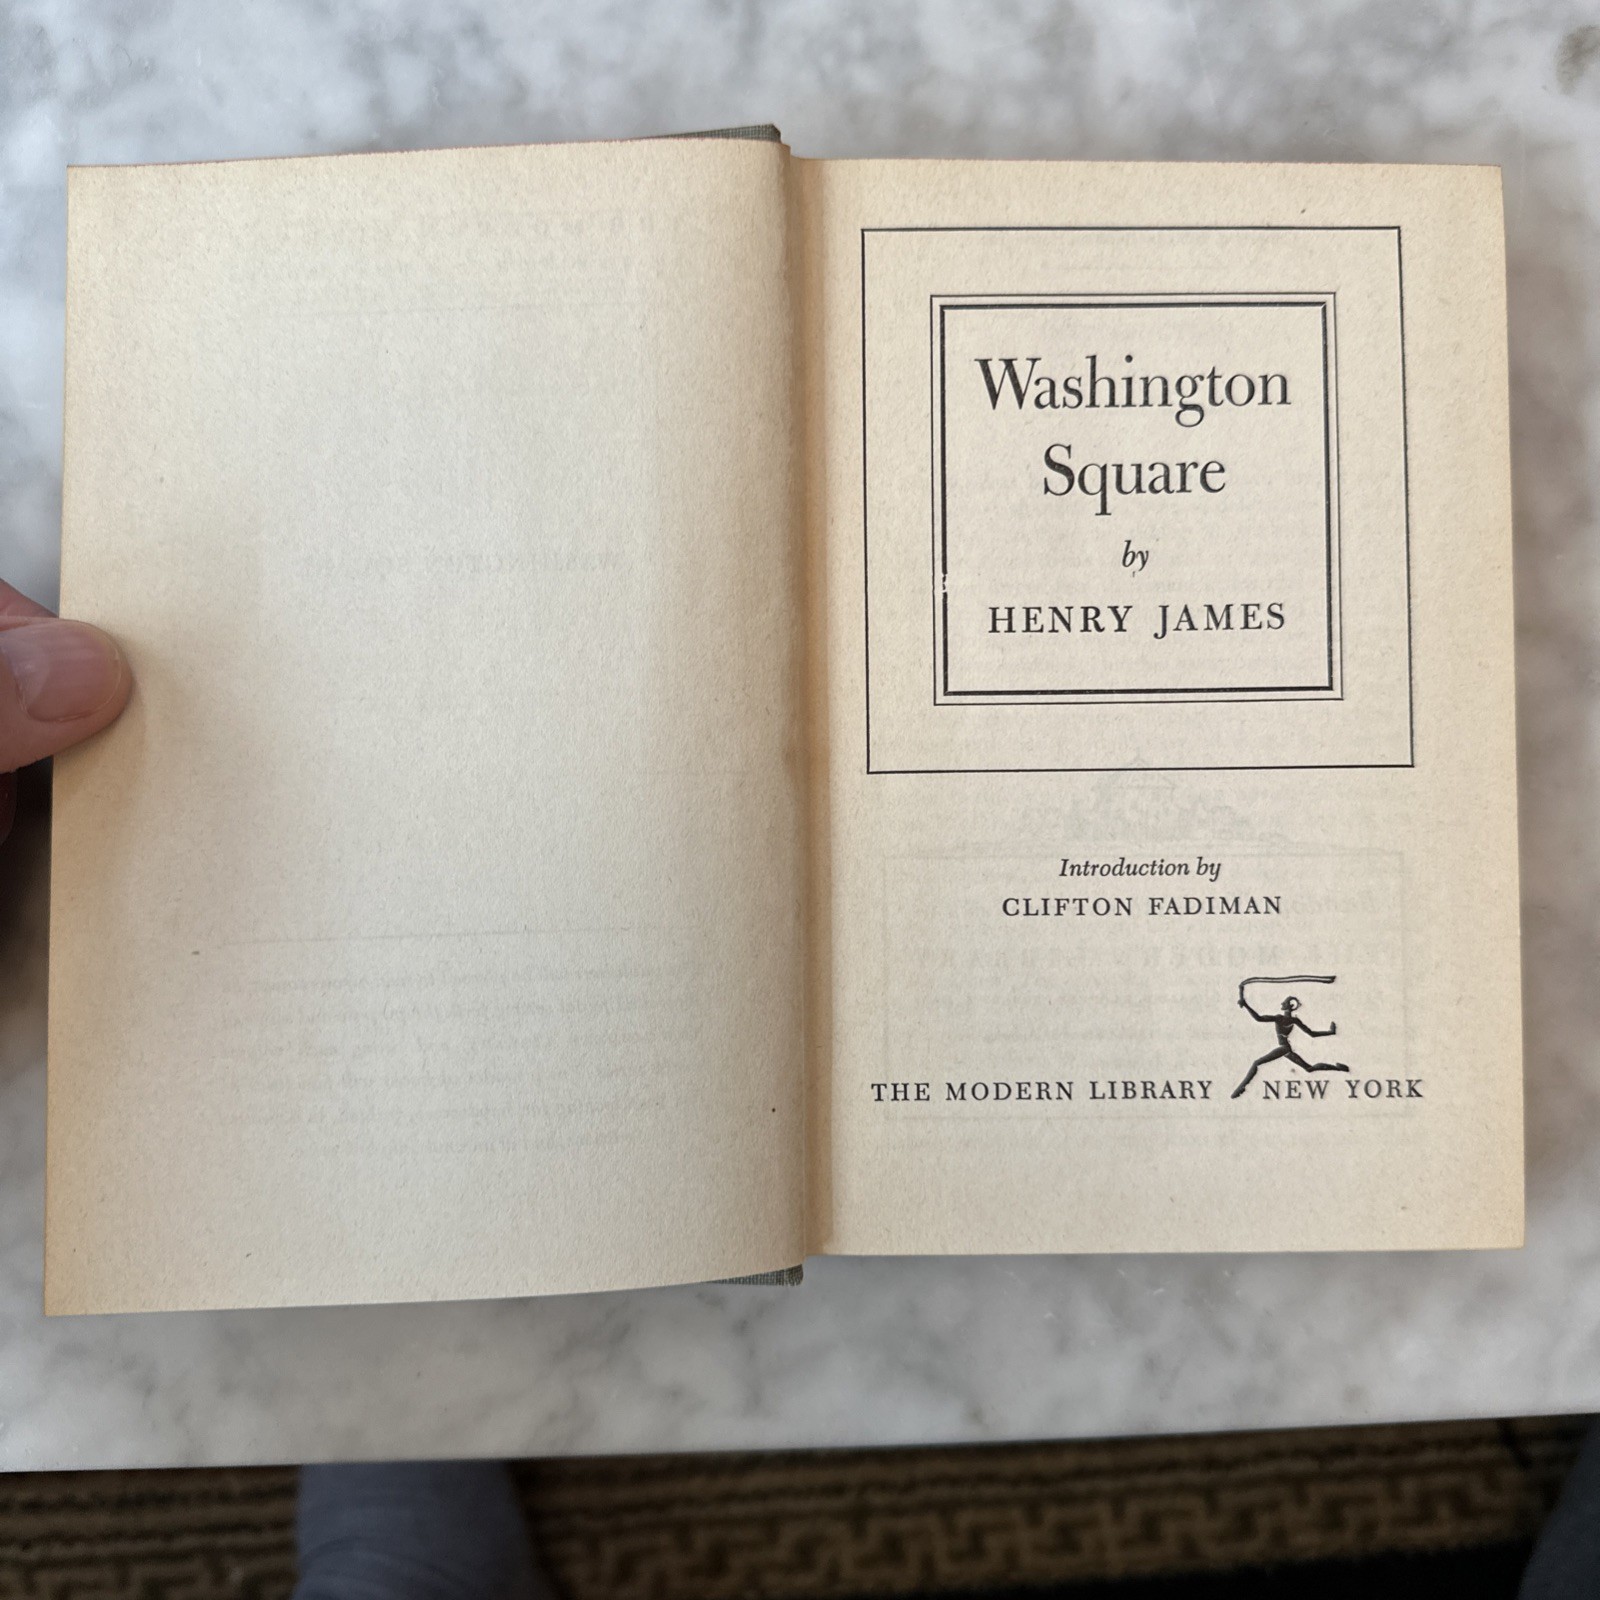 Washington
Square
by
HENRY JAMES
Introduction by
CLIFTON FADIMAN
THE MODERN LIBRARY NEW YORK